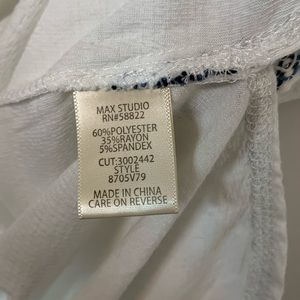 MAX STUDIO
RN#58822
60%POLYESTER
35%RAYON
5%SPANDEX
CUT:3002442
STYLE
8705V79
MADE IN CHINA
CARE ON REVERSE